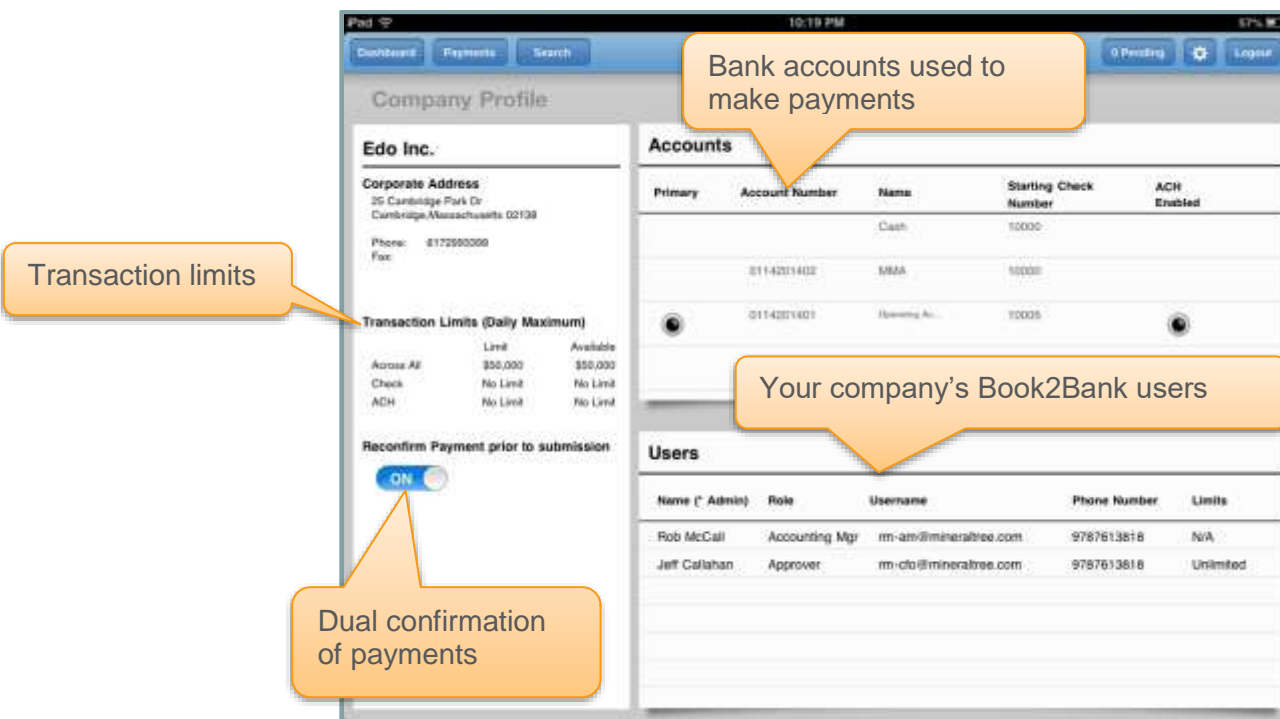 iPad 10:19 PM 67%
Dashboard Payments Search 0 Pending Logout
Bank accounts used to
make payments
Company Profile
Edo Inc.
Corporate Address
25 Cambridge Park Dr
Cambridge,Massachusetts 02138
Phone:
Fax:
Transaction limits
Transaction Limits (Daily Maximum)
Limit Available
Across All $50,000 $50,000
Check No Limit No Limit
ACH No Limit No Limit
Reconfirm Payment prior to submission
ON
Dual confirmation
of payments
Accounts
Primary Account Number Name Starting Check Number ACH Enabled
Cash 10000
0114201402 MMA 10000
0114201401 Operating Ac... 10005
Your company's Book2Bank users
Users
Name (* Admin) Role Username Phone Number Limits
Rob McCall Accounting Mgr rm-am@mineraltree.com 9787613818 N/A
Jeff Callahan Approver rm-cfo@mineraltree.com 9787613818 Unlimited